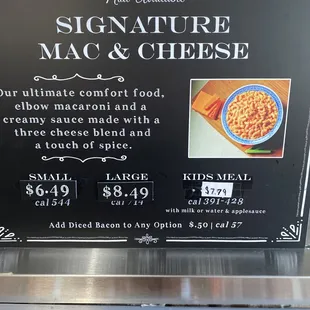 SIGNATURE
MAC & CHEESE
Our ultimate comfort food,
elbow macaroni and a
creamy sauce made with a
three cheese blend and
a touch of spice.
SMALL LARGE KIDS MEAL
$6.49 $8.49 $7.79
cal 544 cal 714 cal 391-428
with milk or water & applesauce
Add Diced Bacon to Any Option $.50 | cal 57